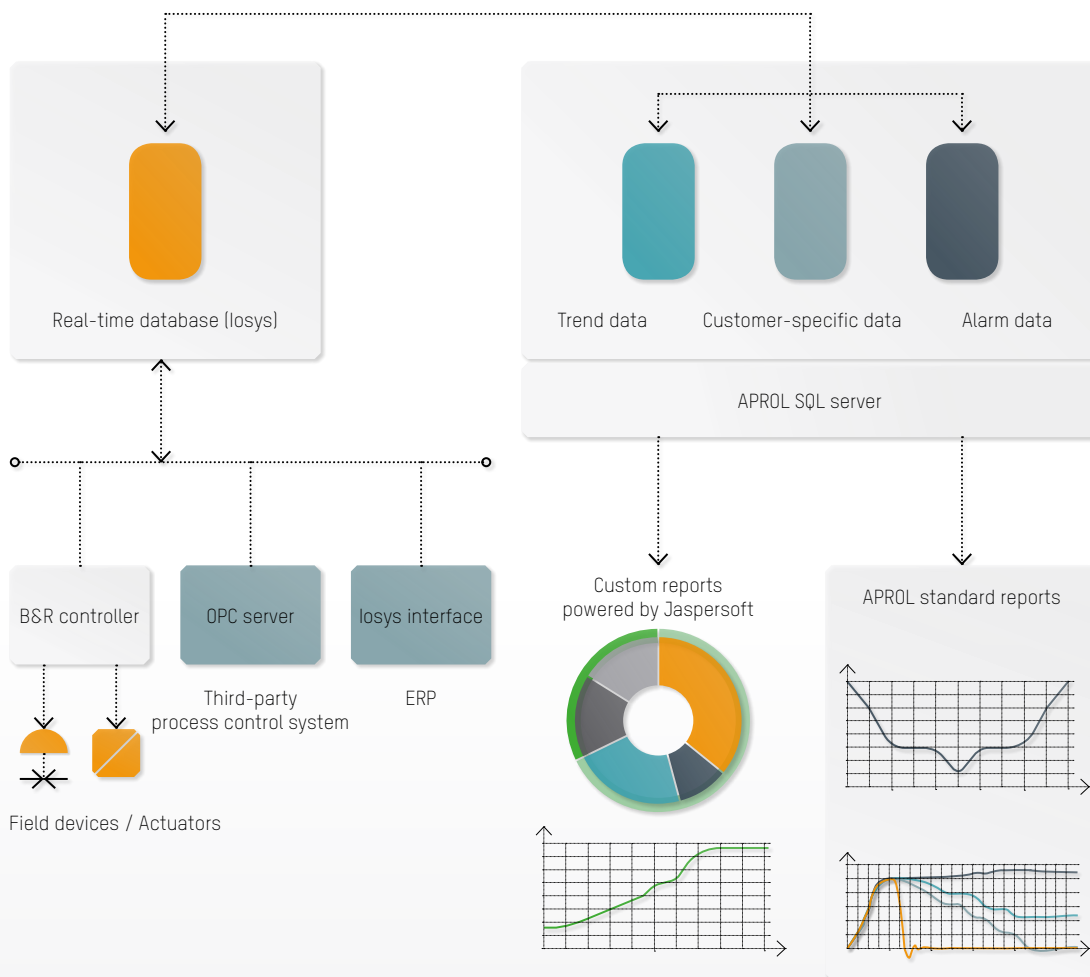 Real-time database (Iosys)
Trend data
Customer-specific data
Alarm data
APROL SQL server
B&R controller
OPC server
Iosys interface
Third-party
process control system
ERP
Field devices / Actuators
Custom reports
powered by Jaspersoft
APROL standard reports